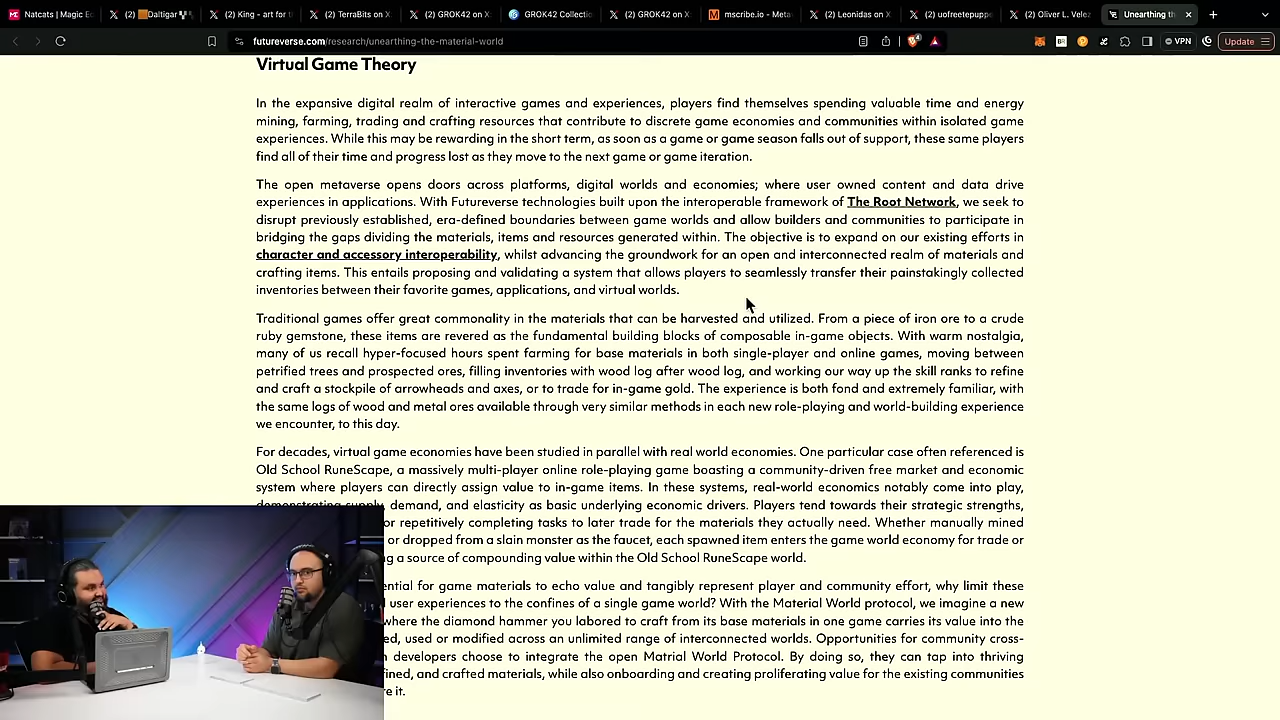 Natcats | Magic E
(2) 🟧Daltigar
(2) King - art for t
(2) TerraBits on X
(2) GROK42 on X
GROK42 Collecti
(2) GROK42 on X
mscribe.io - Meta
(2) Leonidas on X
(2) uofreetepuppe
(2) Oliver L. Velez
Unearthing th
futureverse.com/research/unearthing-the-material-world
VPN
Update
Virtual Game Theory
In the expansive digital realm of interactive games and experiences, players find themselves spending valuable time and energy
mining, farming, trading and crafting resources that contribute to discrete game economies and communities within isolated game
experiences. While this may be rewarding in the short term, as soon as a game or game season falls out of support, these same players
find all of their time and progress lost as they move to the next game or game iteration.
The open metaverse opens doors across platforms, digital worlds and economies; where user owned content and data drive
experiences in applications. With Futureverse technologies built upon the interoperable framework of The Root Network, we seek to
disrupt previously established, era-defined boundaries between game worlds and allow builders and communities to participate in
bridging the gaps dividing the materials, items and resources generated within. The objective is to expand on our existing efforts in
character and accessory interoperability, whilst advancing the groundwork for an open and interconnected realm of materials and
crafting items. This entails proposing and validating a system that allows players to seamlessly transfer their painstakingly collected
inventories between their favorite games, applications, and virtual worlds.
Traditional games offer great commonality in the materials that can be harvested and utilized. From a piece of iron ore to a crude
ruby gemstone, these items are revered as the fundamental building blocks of composable in-game objects. With warm nostalgia,
many of us recall hyper-focused hours spent farming for base materials in both single-player and online games, moving between
petrified trees and prospected ores, filling inventories with wood log after wood log, and working our way up the skill ranks to refine
and craft a stockpile of arrowheads and axes, or to trade for in-game gold. The experience is both fond and extremely familiar, with
the same logs of wood and metal ores available through very similar methods in each new role-playing and world-building experience
we encounter, to this day.
For decades, virtual game economies have been studied in parallel with real world economies. One particular case often referenced is
Old School RuneScape, a massively multi-player online role-playing game boasting a community-driven free market and economic
system where players can directly assign value to in-game items. In these systems, real-world economics notably come into play,
demonstrating supply, demand, and elasticity as basic underlying economic drivers. Players tend towards their strategic strengths,
or repetitively completing tasks to later trade for the materials they actually need. Whether manually mined
or dropped from a slain monster as the faucet, each spawned item enters the game world economy for trade or
g a source of compounding value within the Old School RuneScape world.
ential for game materials to echo value and tangibly represent player and community effort, why limit these
user experiences to the confines of a single game world? With the Material World protocol, we imagine a new
where the diamond hammer you labored to craft from its base materials in one game carries its value into the
ed, used or modified across an unlimited range of interconnected worlds. Opportunities for community cross-
n developers choose to integrate the open Matrial World Protocol. By doing so, they can tap into thriving
fined, and crafted materials, while also onboarding and creating proliferating value for the existing communities
re it.